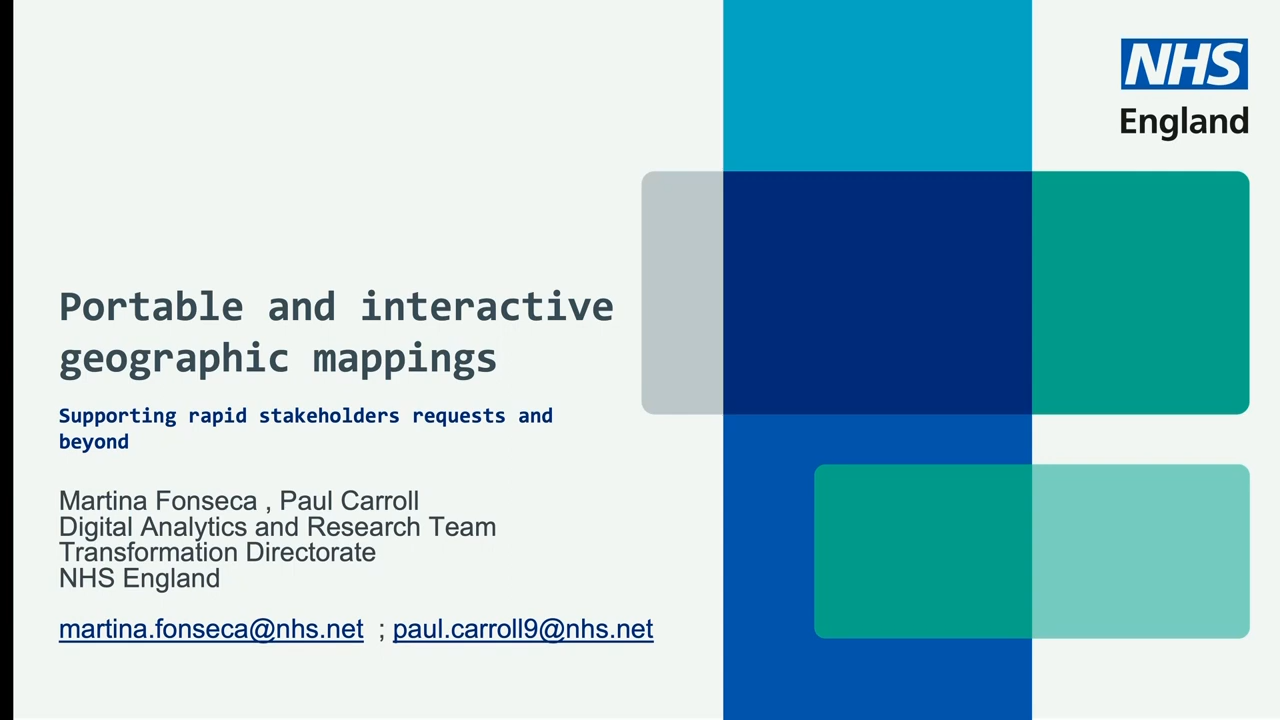 NHS
England
Portable and interactive
geographic mappings
Supporting rapid stakeholders requests and
beyond
Martina Fonseca , Paul Carroll
Digital Analytics and Research Team
Transformation Directorate
NHS England
martina.fonseca@nhs.net ; paul.carroll9@nhs.net